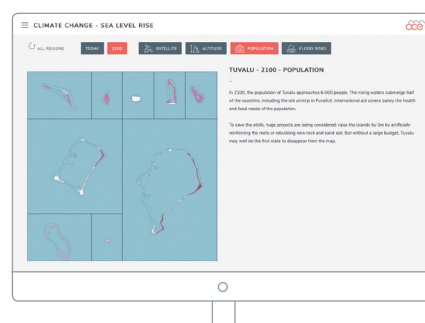 CLIMATE CHANGE - SEA LEVEL RISE
ALL REGIONS TODAY 2100 SATELLITE ALTITUDE POPULATION FLOOD RISKS
TUVALU - 2100 - POPULATION
–
In 2100, the population of Tuvalu approaches 6 000 people. The rising waters submerge half
of the coastline, including the old airstrip in Funafuti. International aid covers barely the health
and food needs of the population.
To save the atolls, huge projects are being considered: raise the islands by 5m by artificially
reinforcing the reefs or rebuilding new rock and sand soil. But without a large budget, Tuvalu
may well be the first state to disappear from the map.